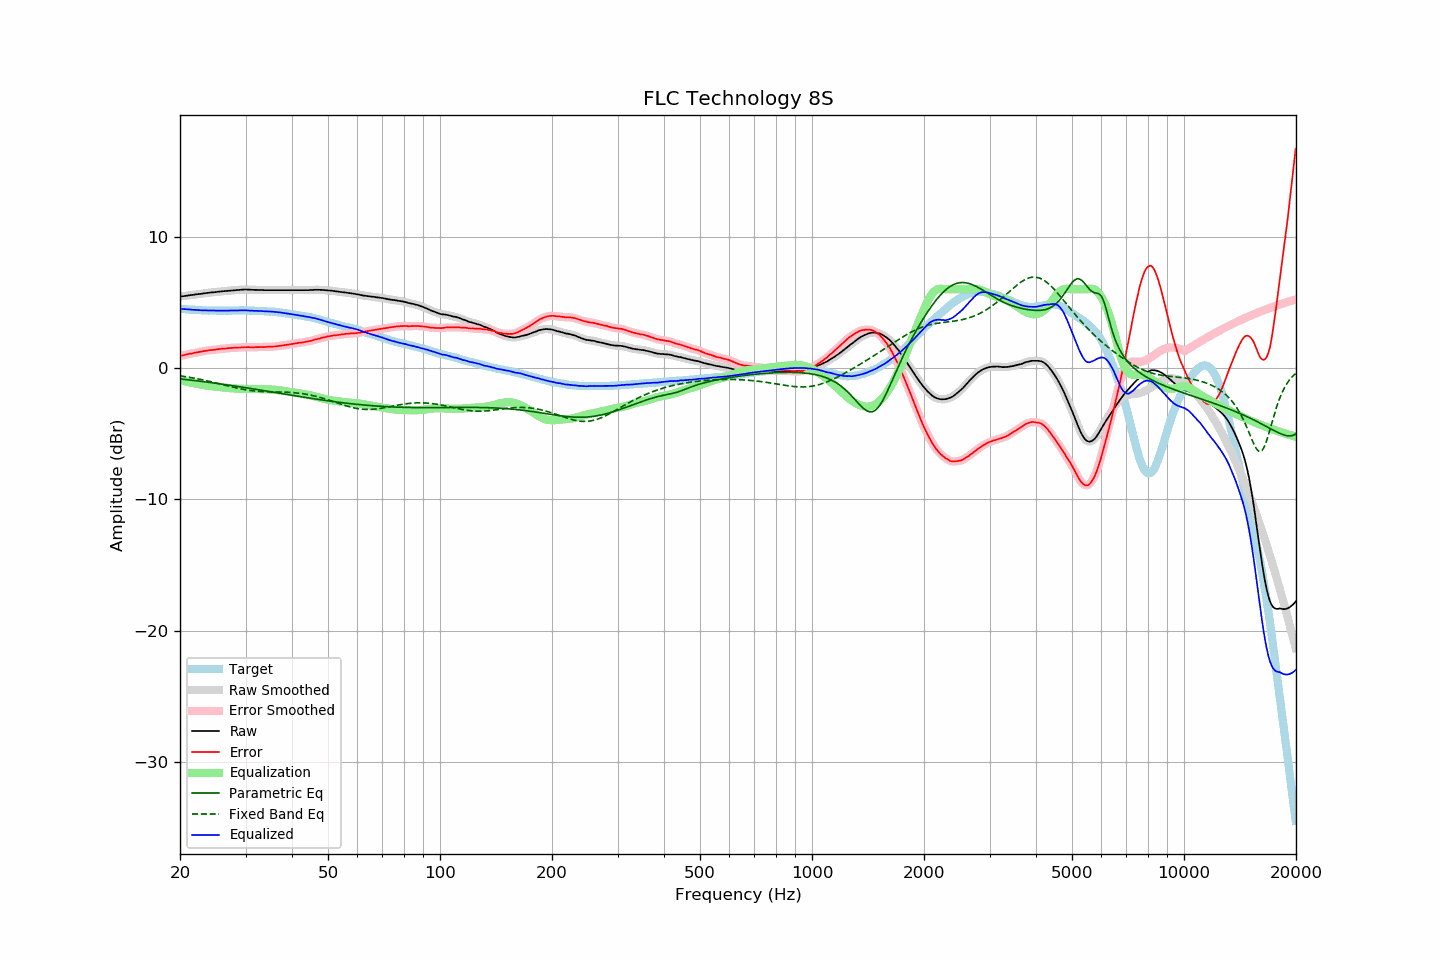 FLC Technology 8S
10
0
−10
−20
−30
Amplitude (dBr)
Target
Raw Smoothed
Error Smoothed
Raw
Error
Equalization
Parametric Eq
Fixed Band Eq
Equalized
20 50 100 200 500 1000 2000 5000 10000 20000
Frequency (Hz)